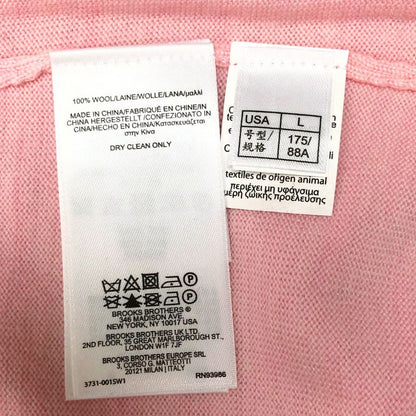 100% WOOL/LAINE/WOLLE/LANA/μαλλί
MADE IN CHINA/FABRIQUÉ EN CHINE/IN
CHINA HERGESTELLT /CONFEZIONATO IN
CINA/HECHO EN CHINA/Κατασκευάζεται
στην Κίνα
DRY CLEAN ONLY
BROOKS BROTHERS®
346 MADISON AVE.
NEW YORK, NY 10017 USA
BROOKS BROTHERS UK LTD.
2ND FLOOR, 35 GREAT MARLBOROUGH ST.
LONDON W1F 7JF
BROOKS BROTHERS EUROPE SRL
3, CORSO G. MATTEOTTI
20121 MILAN | ITALY
3731-001SW1
RN93986
USA L
号型/ 175/
规格 88A
textiles de origen animal
περιέχει μη υφάνσιμα
μέρη ζωικής προέλευσης